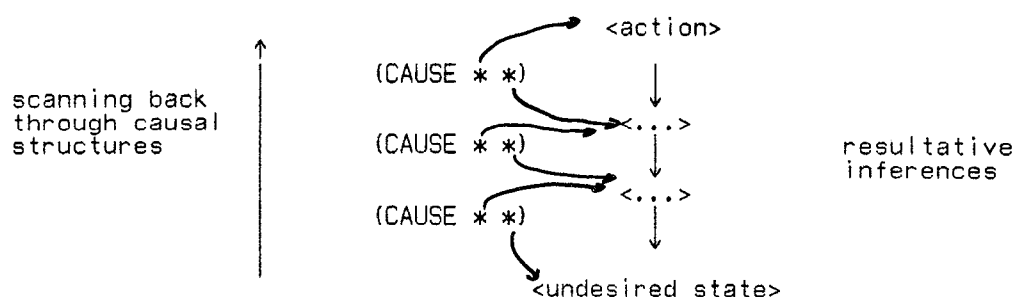 <action>
(CAUSE * *)
scanning back
through causal
structures
<...>
(CAUSE * *)
resultative
inferences
<...>
(CAUSE * *)
<undesired state>